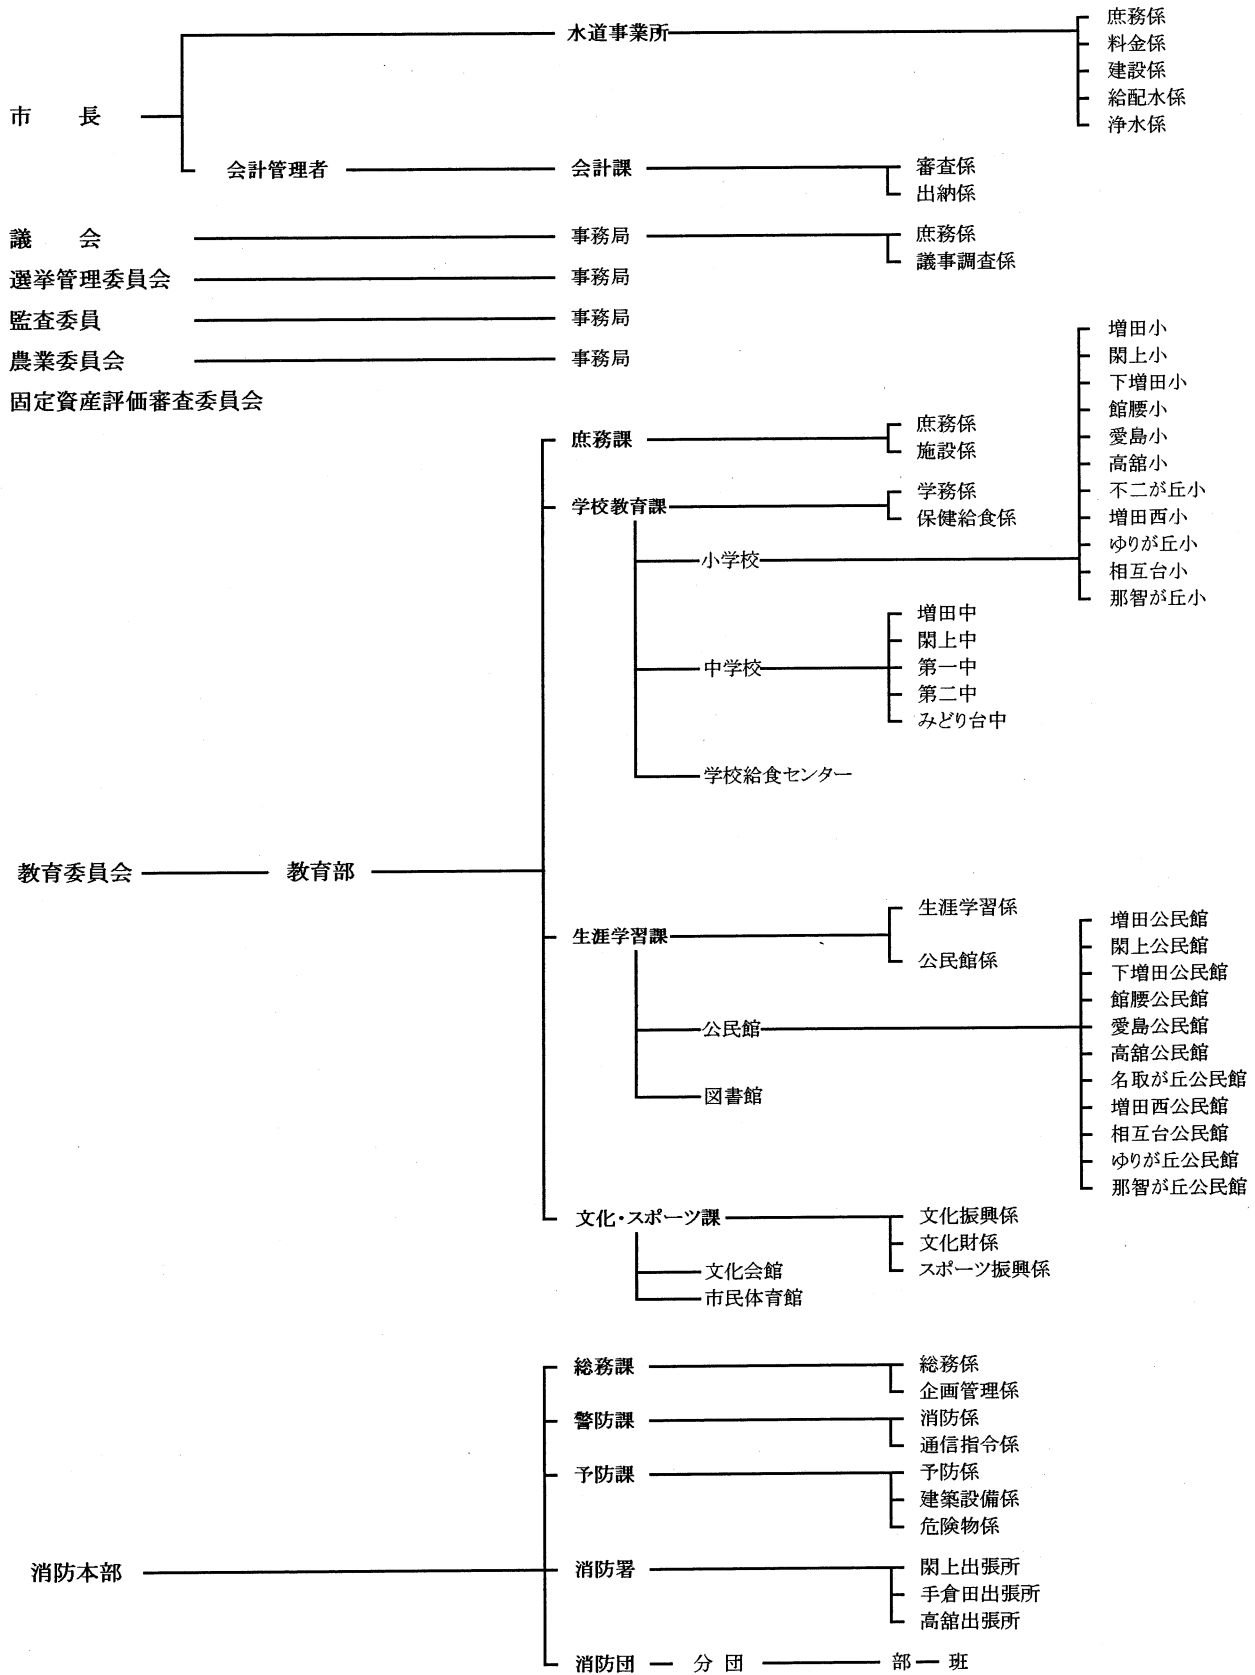 水道事業所
庶務係
料金係
建設係
給配水係
浄水係
市　長
会計管理者
会計課
審査係
出納係
議　会
事務局
庶務係
議事調査係
選挙管理委員会
事務局
監査委員
事務局
農業委員会
事務局
固定資産評価審査委員会
教育委員会
教育部
庶務課
庶務係
施設係
学校教育課
学務係
保健給食係
小学校
増田小
閖上小
下増田小
館腰小
愛島小
高舘小
不二が丘小
増田西小
ゆりが丘小
相互台小
那智が丘小
中学校
増田中
閖上中
第一中
第二中
みどり台中
学校給食センター
生涯学習課
生涯学習係
公民館係
公民館
増田公民館
閖上公民館
下増田公民館
館腰公民館
愛島公民館
高舘公民館
名取が丘公民館
増田西公民館
相互台公民館
ゆりが丘公民館
那智が丘公民館
図書館
文化・スポーツ課
文化振興係
文化財係
スポーツ振興係
文化会館
市民体育館
消防本部
総務課
総務係
企画管理係
警防課
消防係
通信指令係
予防課
予防係
建築設備係
危険物係
消防署
閖上出張所
手倉田出張所
高舘出張所
消防団
分 団
部
班